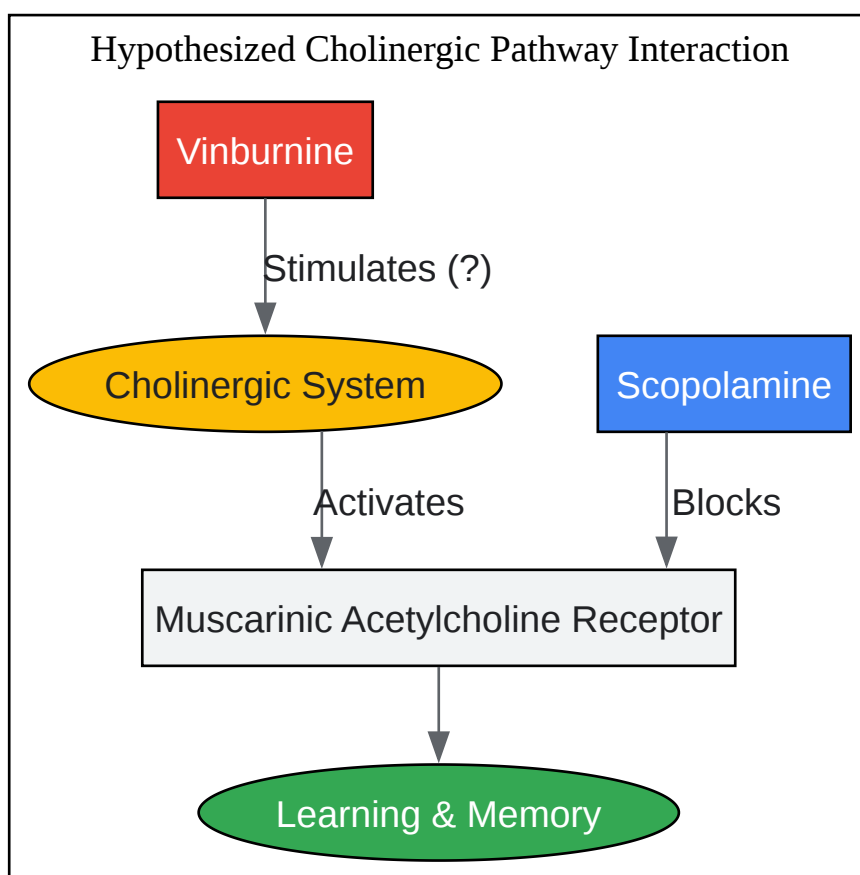 Hypothesized Cholinergic Pathway Interaction
Vinburnine
Stimulates (?)
Cholinergic System
Scopolamine
Activates
Blocks
Muscarinic Acetylcholine Receptor
Learning & Memory